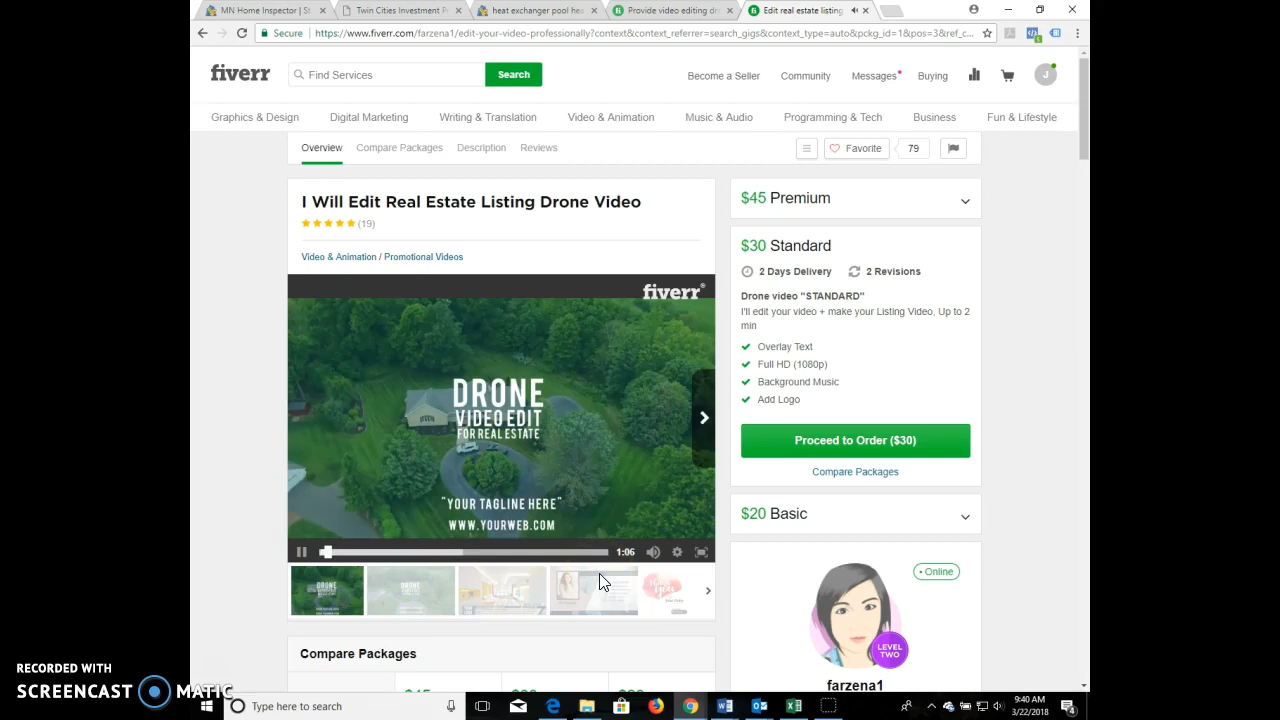 MN Home Inspector | St
Twin Cities Investment P
heat exchanger pool hea
Provide video editing dr
Edit real estate listing
Secure
https://www.fiverr.com/farzena1/edit-your-video-professionally?context&context_referrer=search_gigs&context_type=auto&pckg_id=1&pos=3&ref_c...
fiverr
Find Services
Search
Become a Seller
Community
Messages
Buying
J
Graphics & Design
Digital Marketing
Writing & Translation
Video & Animation
Music & Audio
Programming & Tech
Business
Fun & Lifestyle
Overview
Compare Packages
Description
Reviews
Favorite
79
I Will Edit Real Estate Listing Drone Video
(19)
Video & Animation / Promotional Videos
fiverr®
DRONE
VIDEO EDIT
FOR REAL ESTATE
"YOUR TAGLINE HERE"
WWW.YOURWEB.COM
1:06
Compare Packages
$45 Premium
$30 Standard
2 Days Delivery
2 Revisions
Drone video "STANDARD"
I'll edit your video + make your Listing Video, Up to 2
min
Overlay Text
Full HD (1080p)
Background Music
Add Logo
Proceed to Order ($30)
Compare Packages
$20 Basic
Online
LEVEL
TWO
farzena1
RECORDED WITH
SCREENCAST MATIC
Type here to search
9:40 AM
3/22/2018